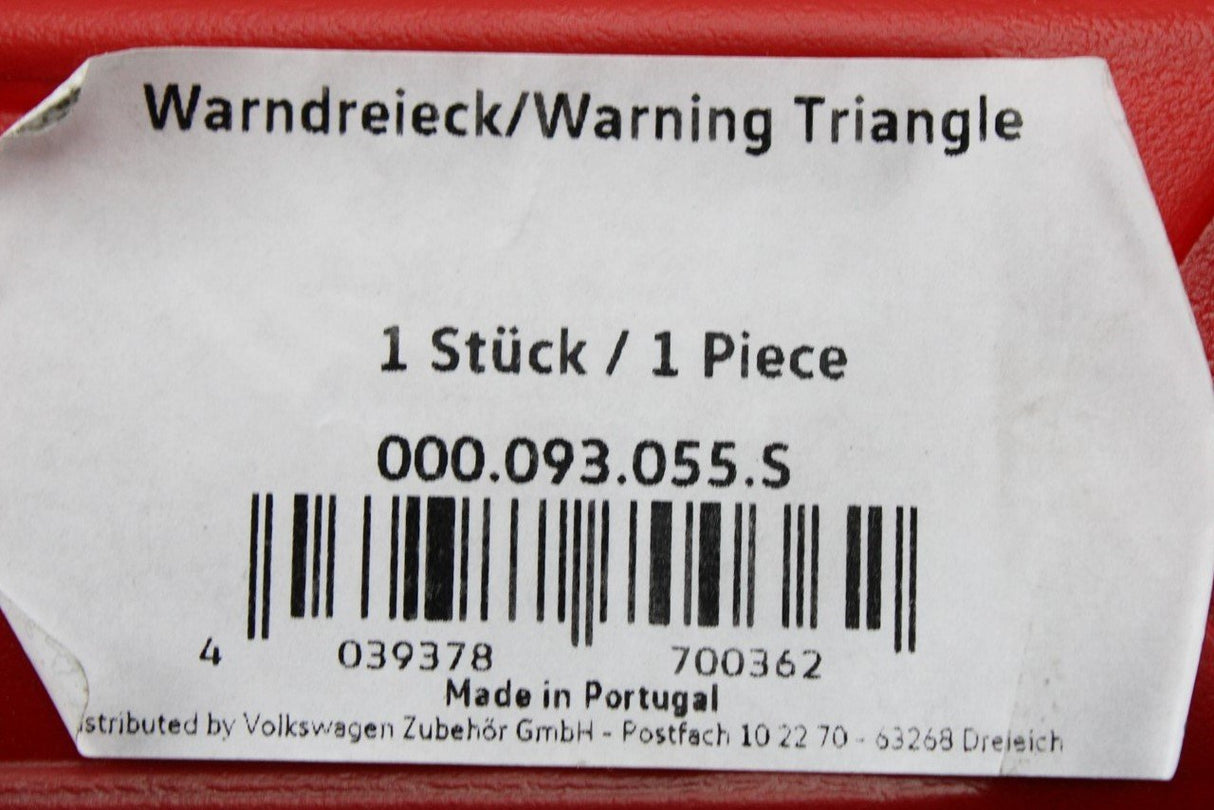 Warndreieck/Warning Triangle
1 Stück / 1 Piece
000.093.055.S
4 039378 700362
Made in Portugal
istributed by Volkswagen Zubehör GmbH - Postfach 10 22 70 - 63268 Dreieich